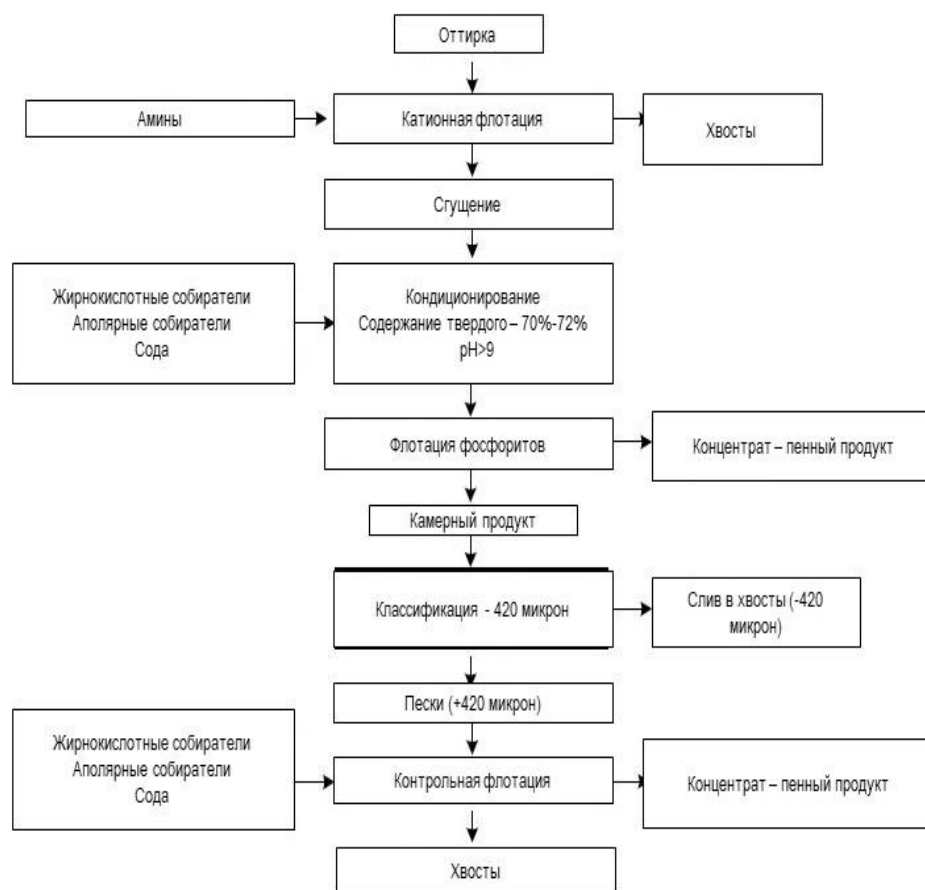 Оттирка
Амины
Катионная флотация
Хвосты
Сгущение
Жирнокислотные собиратели
Аполярные собиратели
Сода
Кондиционирование
Содержание твердого – 70%-72%
pH>9
Флотация фосфоритов
Концентрат – пенный продукт
Камерный продукт
Классификация - 420 микрон
Слив в хвосты (-420
микрон)
Пески (+420 микрон)
Жирнокислотные собиратели
Аполярные собиратели
Сода
Контрольная флотация
Концентрат – пенный продукт
Хвосты